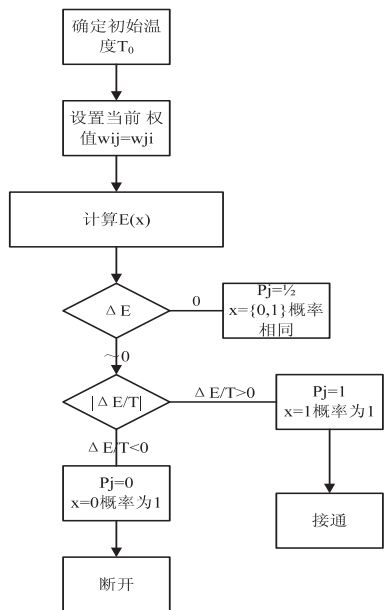 确定初始温
度T₀
设置当前 权
值wij=wji
计算E(x)
ΔE
0
Pj=½
x={0,1}概率
相同
～0
|ΔE/T|
ΔE/T>0
Pj=1
x=1概率为1
ΔE/T<0
Pj=0
x=0概率为1
接通
断开